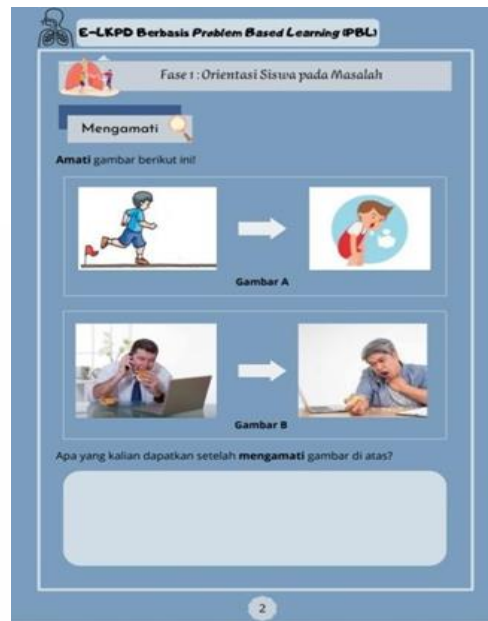 E-LKPD Berbasis Problem Based Learning (PBL)
Fase 1 : Orientasi Siswa pada Masalah
Mengamati
Amati gambar berikut ini!
Gambar A
Gambar B
Apa yang kalian dapatkan setelah mengamati gambar di atas?
2